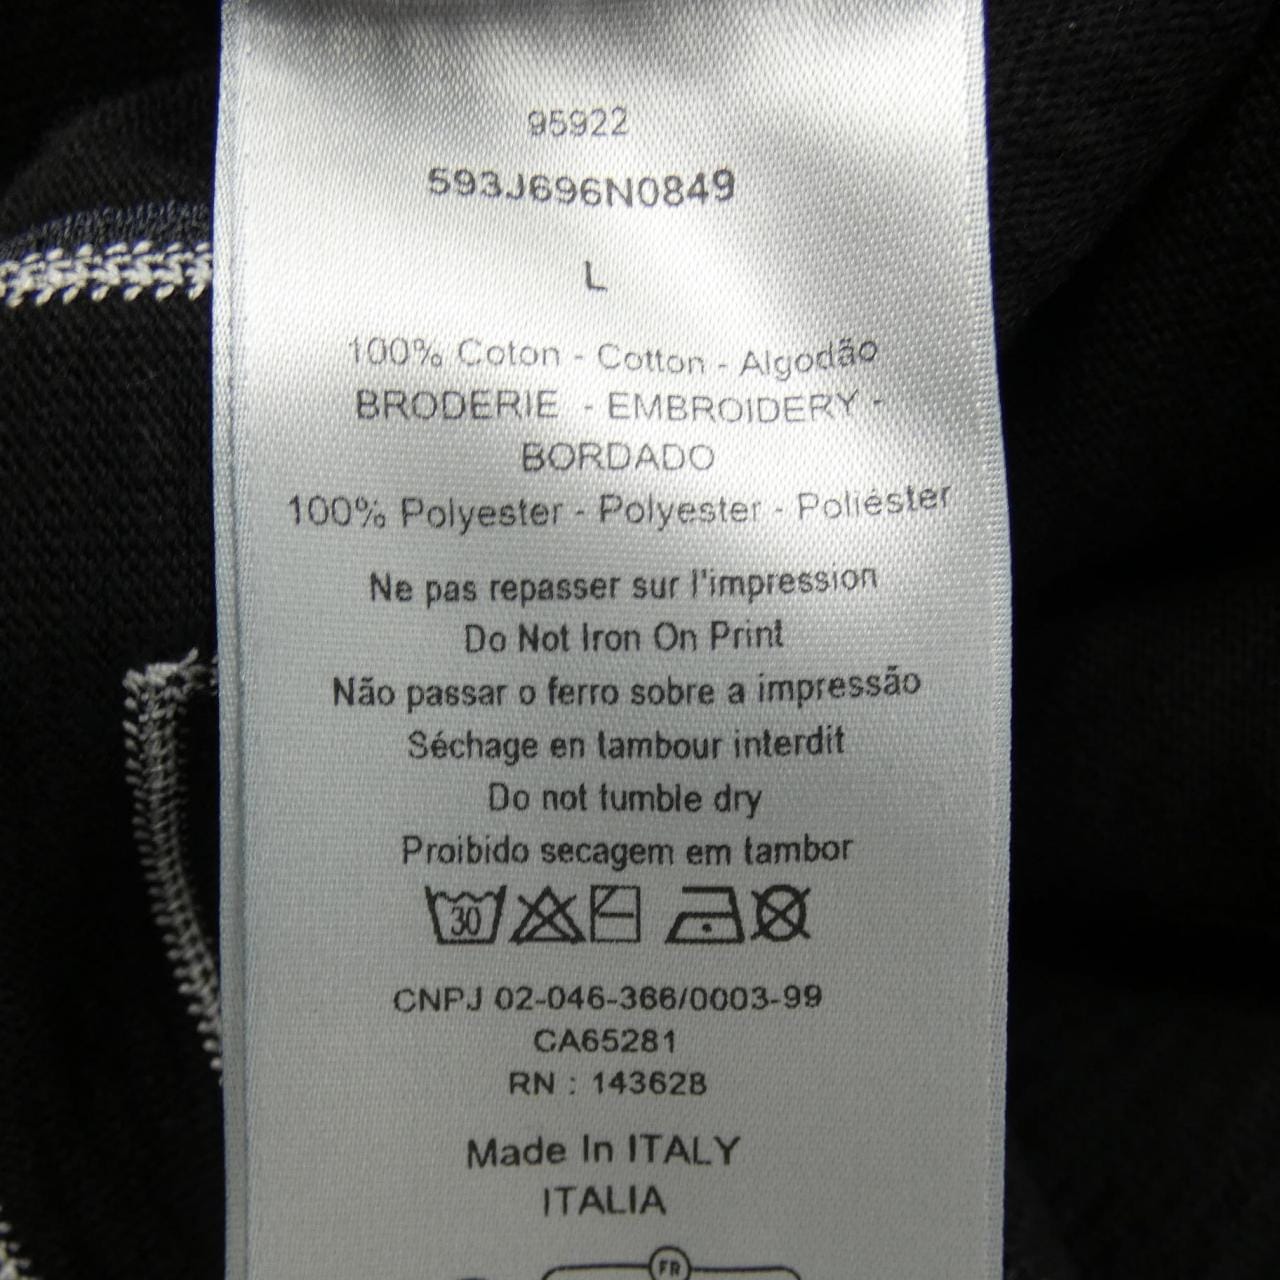 95922
593J696N0849
L
100% Coton - Cotton - Algodão
BRODERIE - EMBROIDERY -
BORDADO
100% Polyester - Polyester - Poliéster
Ne pas repasser sur l'impression
Do Not Iron On Print
Não passar o ferro sobre a impressão
Séchage en tambour interdit
Do not tumble dry
Proibido secagem em tambor
30
CNPJ 02-046-366/0003-99
CA65281
RN : 143628
Made In ITALY
ITALIA
FR